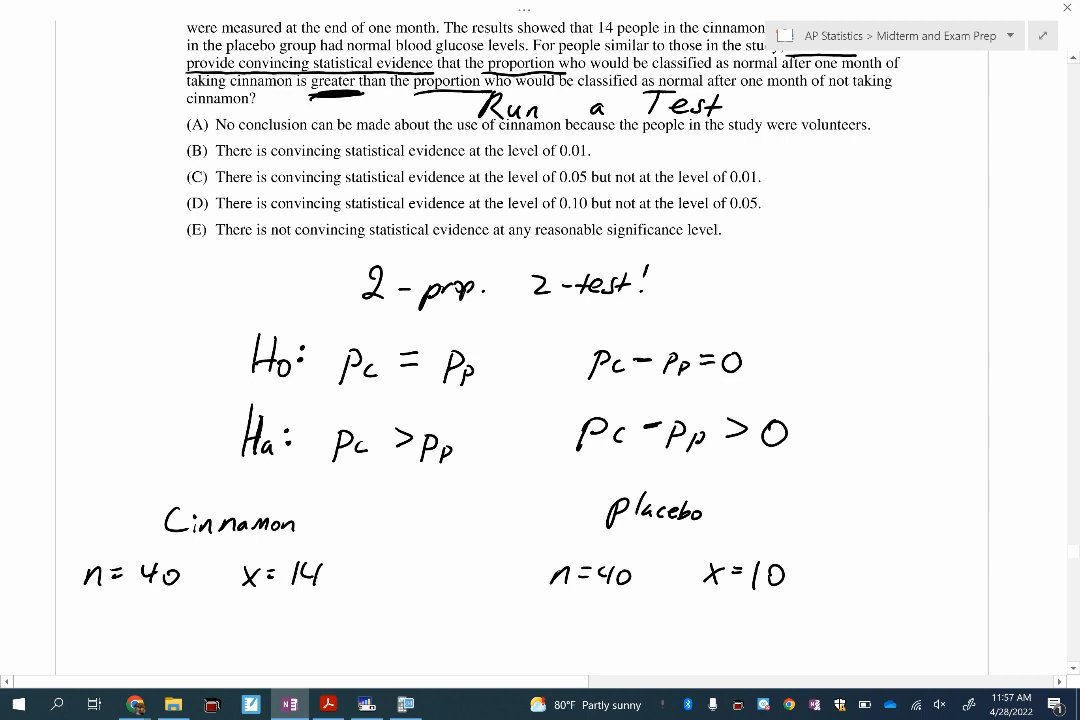 were measured at the end of one month. The results showed that 14 people in the cinnamon
AP Statistics > Midterm and Exam Prep
in the placebo group had normal blood glucose levels. For people similar to those in the
provide convincing statistical evidence that the proportion who would be classified as normal after one month of
taking cinnamon is greater than the proportion who would be classified as normal after one month of not taking
cinnamon?
Run a Test
(A) No conclusion can be made about the use of cinnamon because the people in the study were volunteers.
(B) There is convincing statistical evidence at the level of 0.01.
(C) There is convincing statistical evidence at the level of 0.05 but not at the level of 0.01.
(D) There is convincing statistical evidence at the level of 0.10 but not at the level of 0.05.
(E) There is not convincing statistical evidence at any reasonable significance level.
2-prop. z-test!
Ho: pc = pp pc - pp = 0
Ha: pc > pp pc - pp > 0
Cinnamon placebo
n = 40 x = 14 n = 40 x = 10
80°F Partly sunny
11:57 AM
4/28/2022